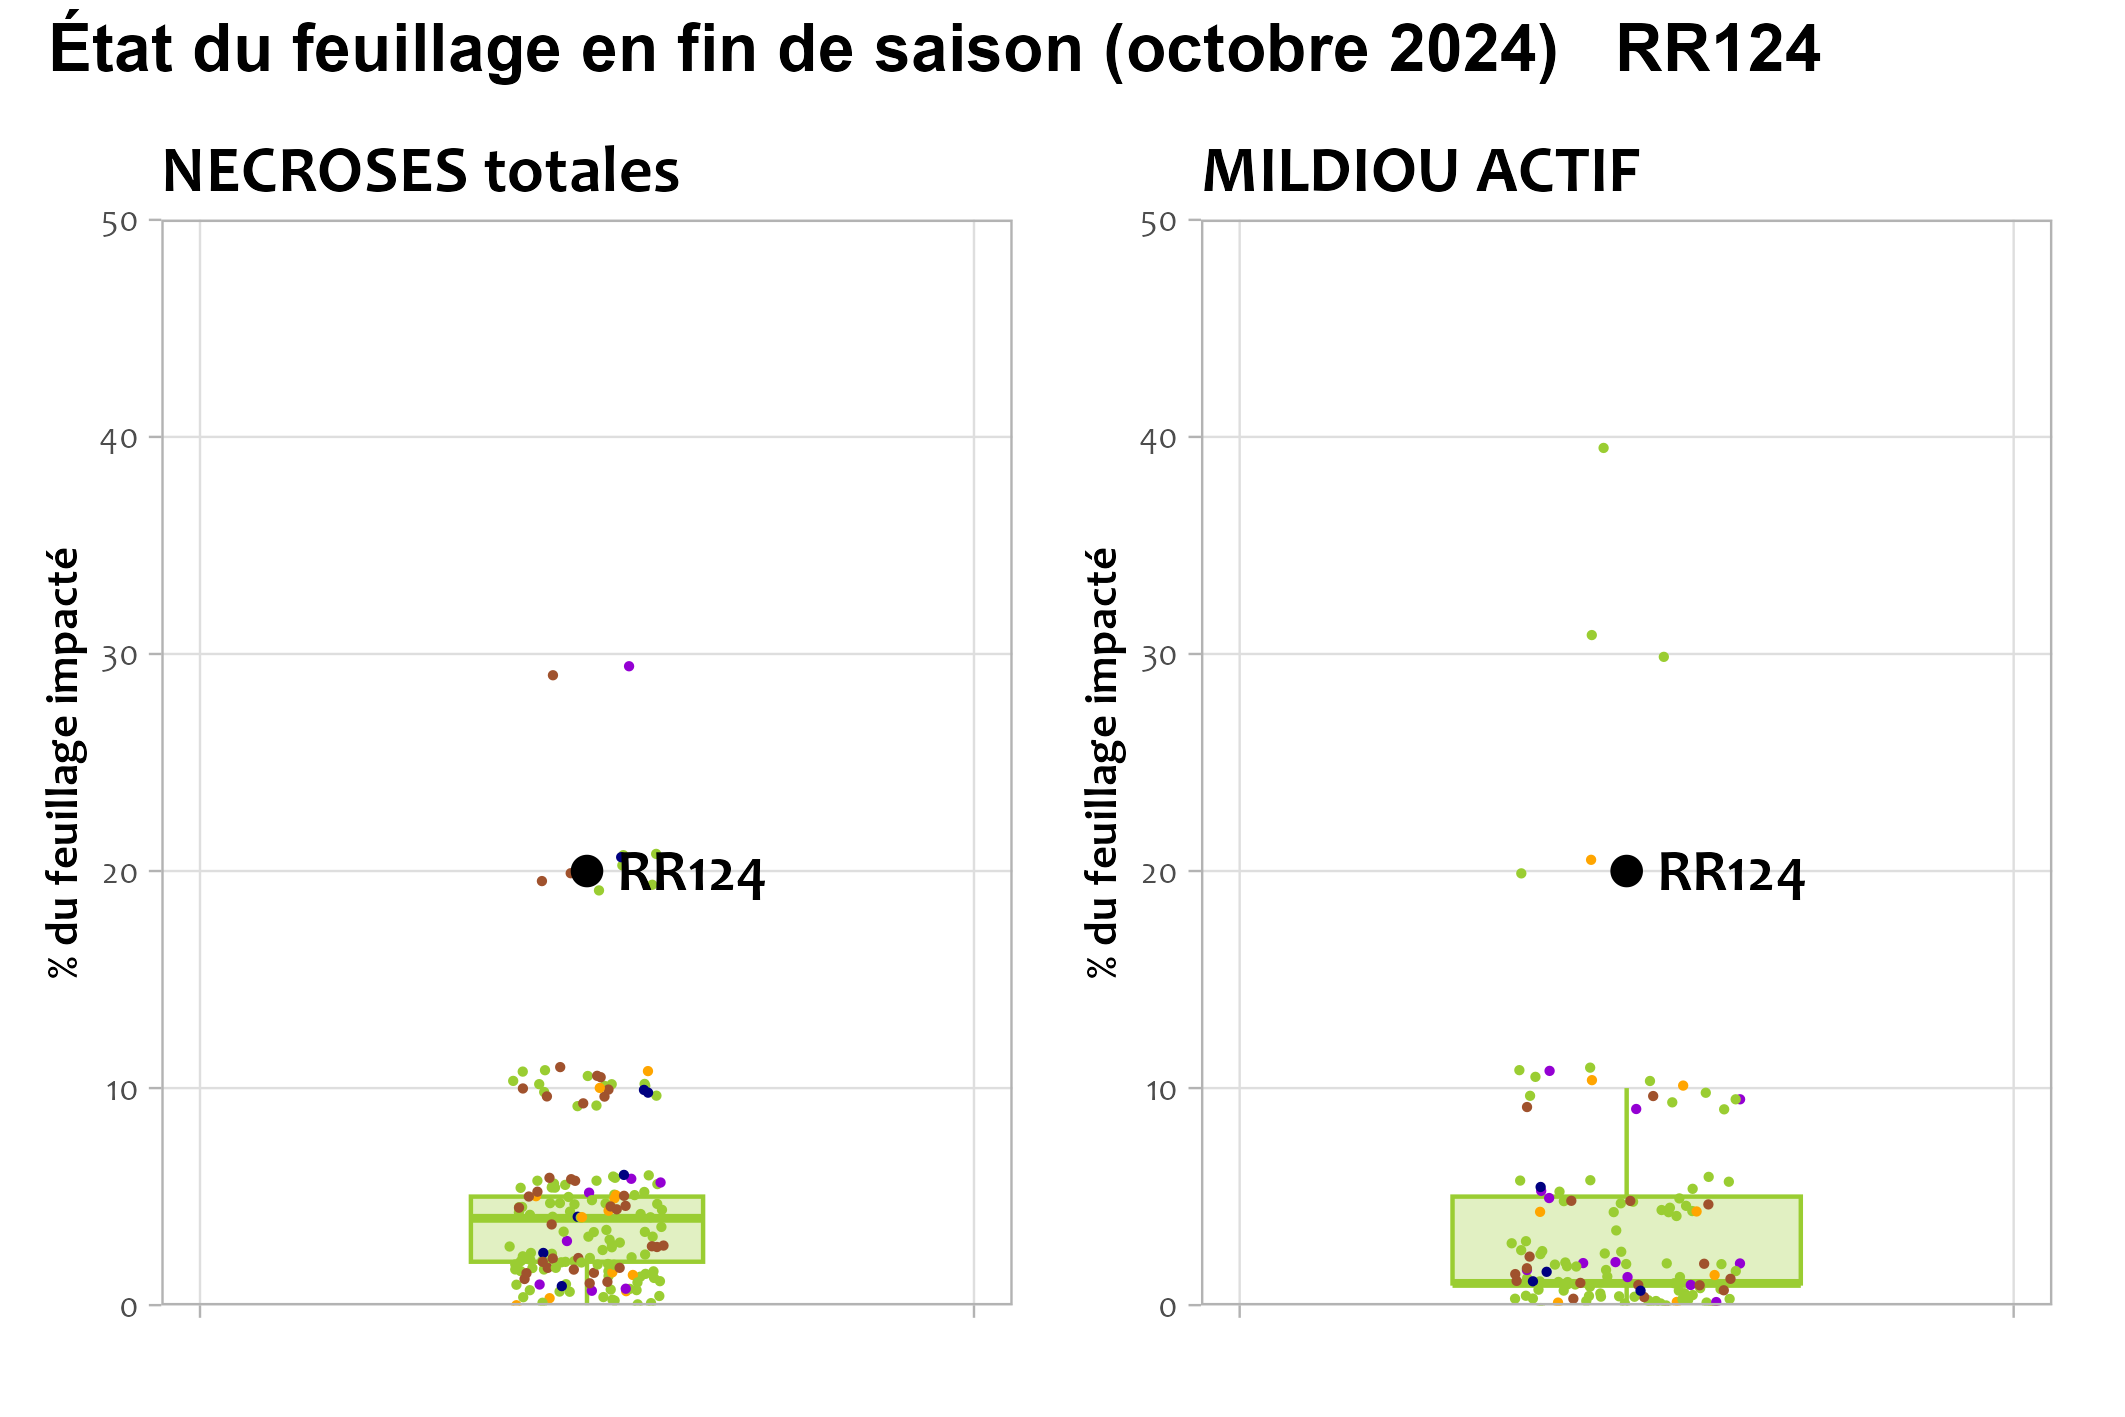 État du feuillage en fin de saison (octobre 2024) RR124
NECROSES totales
% du feuillage impacté
50
40
30
20
10
0
RR124
MILDIOU ACTIF
% du feuillage impacté
50
40
30
20
10
0
RR124